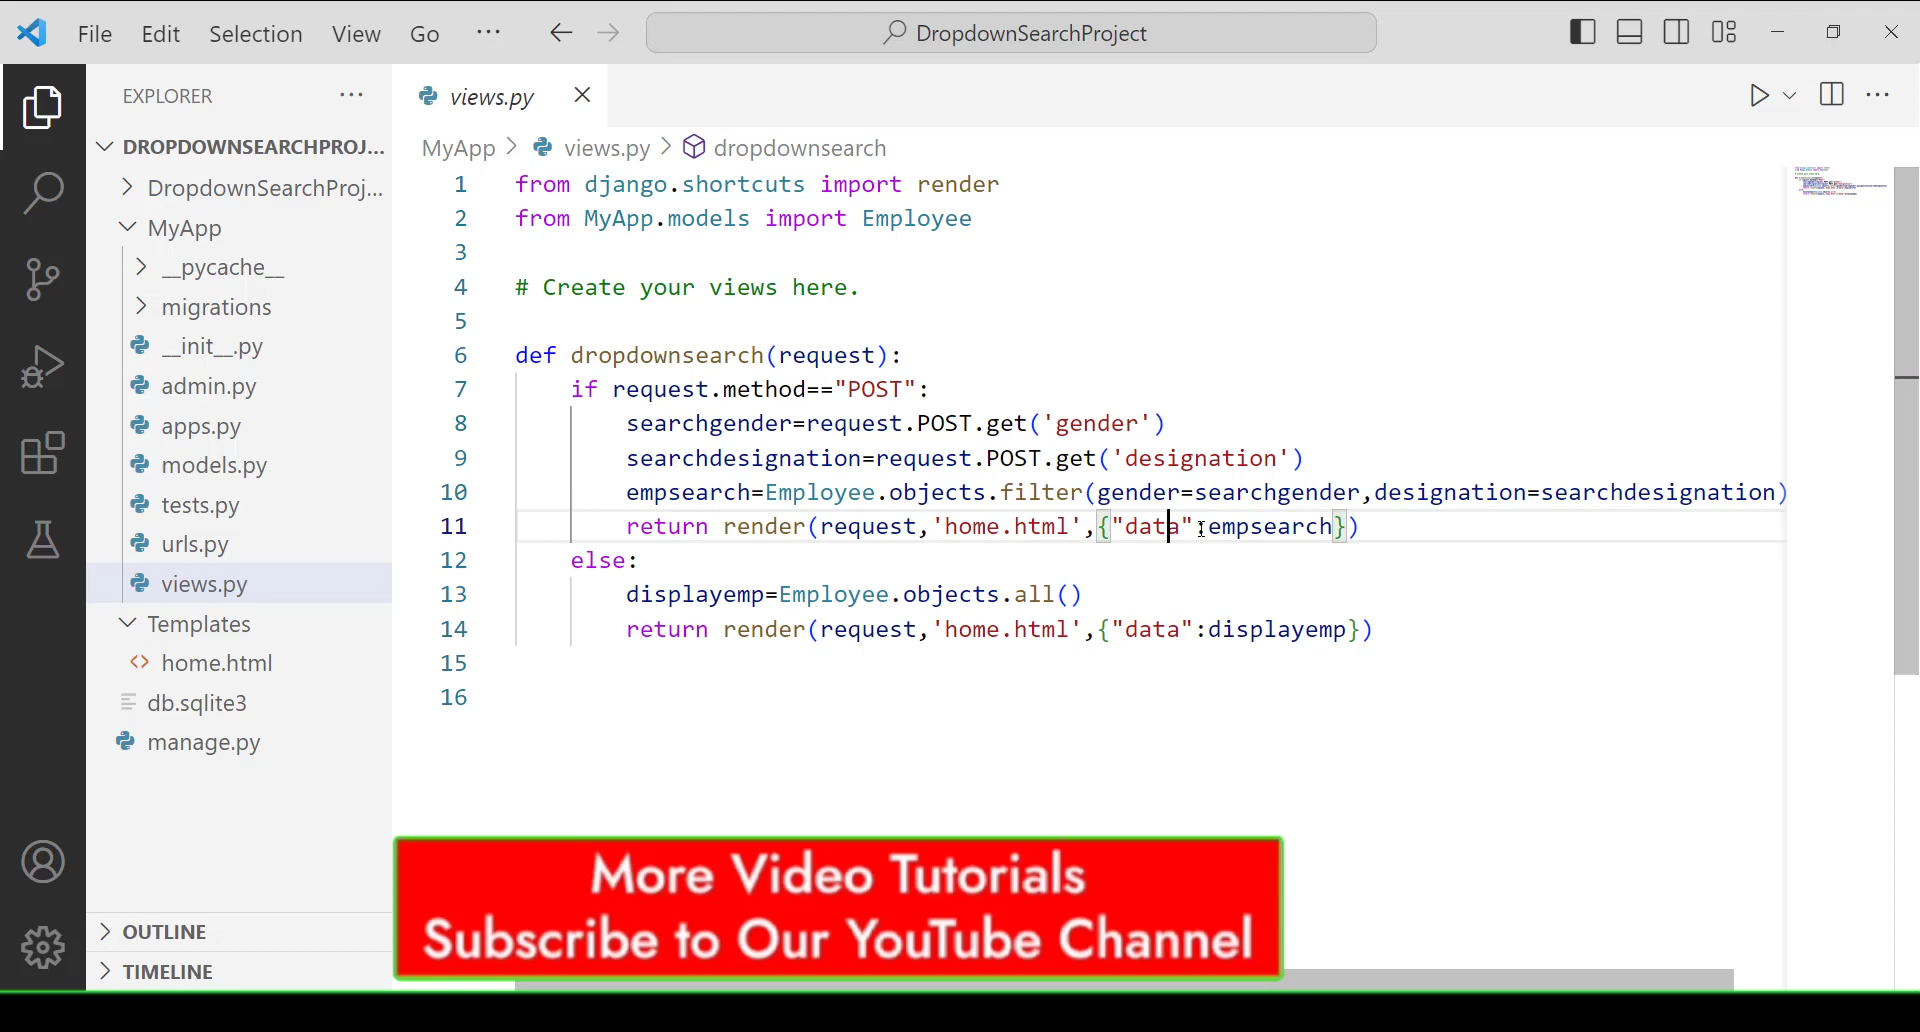 File Edit Selection View Go ··· DropdownSearchProject
EXPLORER ···
views.py
DROPDOWNSEARCHPROJ...
MyApp > views.py > dropdownsearch
DropdownSearchProj...
MyApp
__pycache__
migrations
__init__.py
admin.py
apps.py
models.py
tests.py
urls.py
views.py
Templates
home.html
db.sqlite3
manage.py
OUTLINE
TIMELINE
1 from django.shortcuts import render
2 from MyApp.models import Employee
3
4 # Create your views here.
5
6 def dropdownsearch(request):
7 if request.method=="POST":
8 searchgender=request.POST.get('gender')
9 searchdesignation=request.POST.get('designation')
10 empsearch=Employee.objects.filter(gender=searchgender,designation=searchdesignation)
11 return render(request,'home.html',{"data":empsearch})
12 else:
13 displayemp=Employee.objects.all()
14 return render(request,'home.html',{"data":displayemp})
15
16
More Video Tutorials
Subscribe to Our YouTube Channel